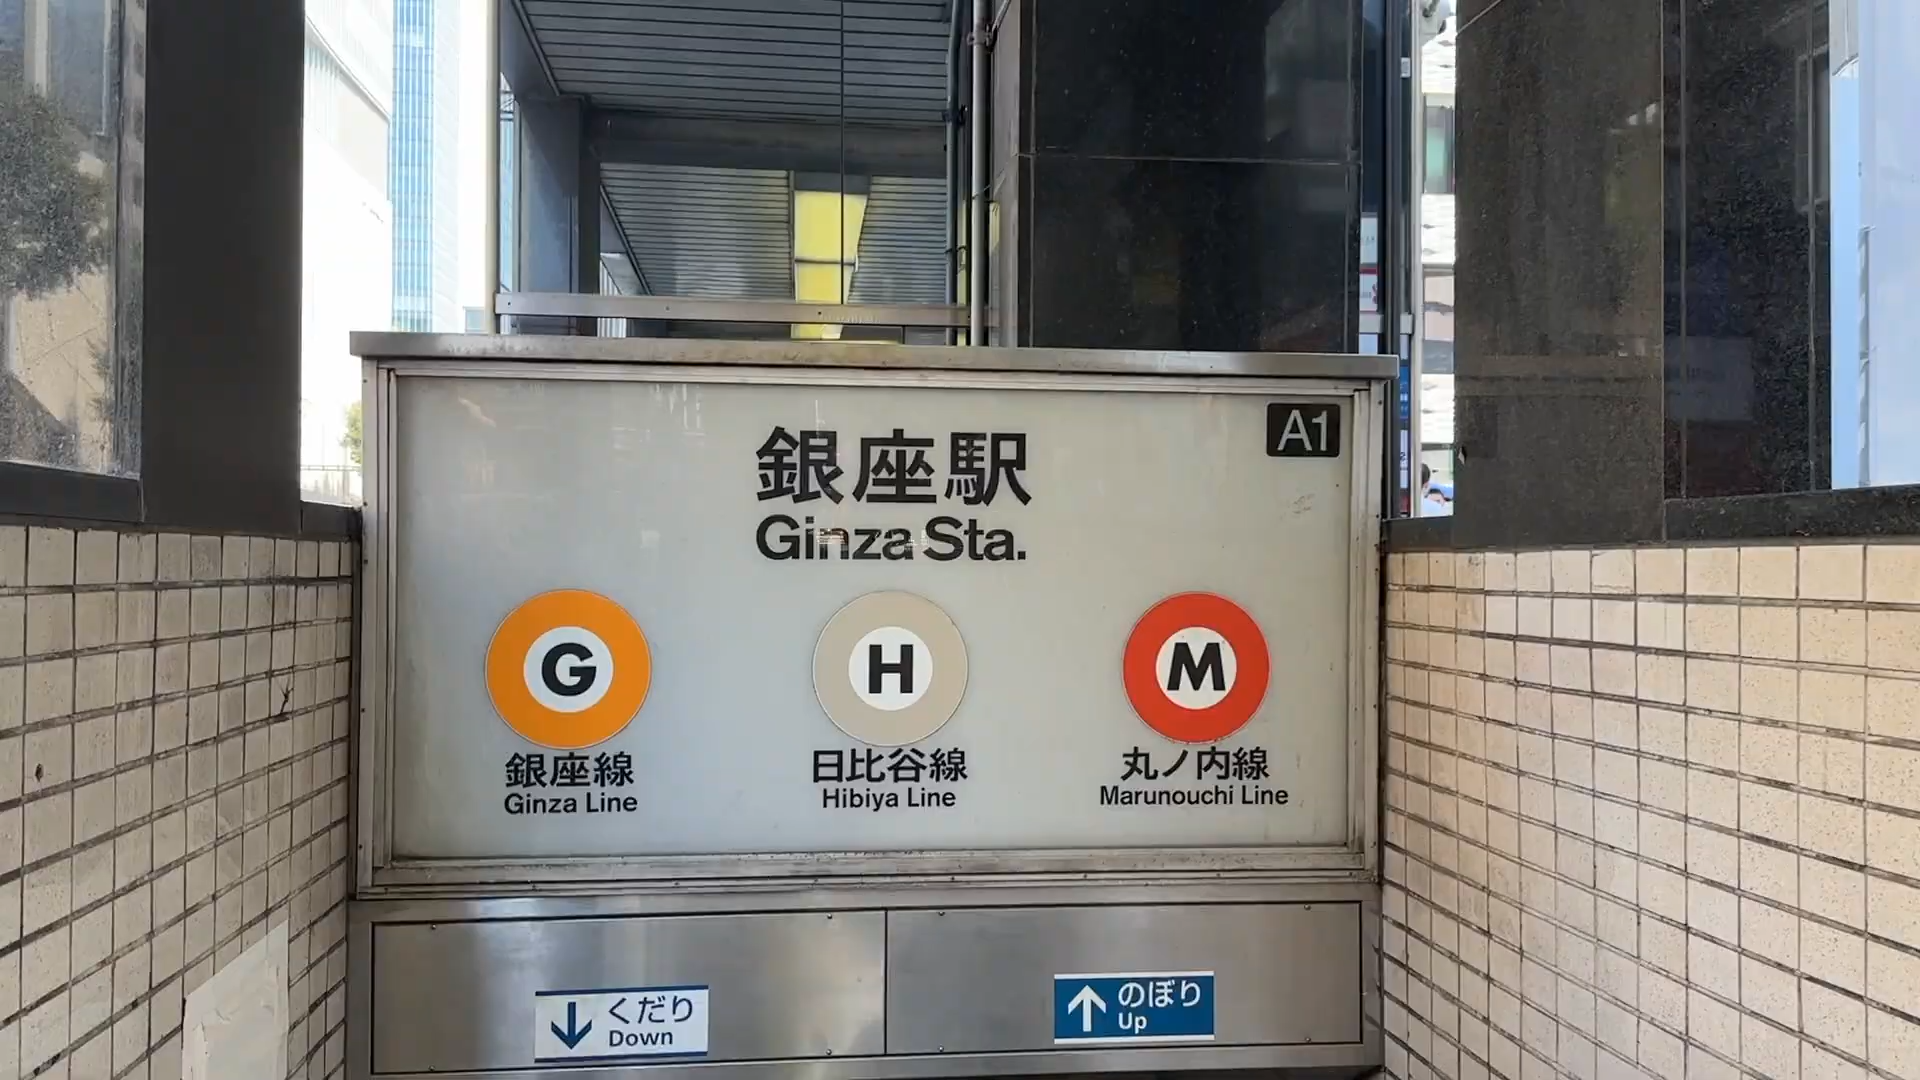 A1
銀座駅
Ginza Sta.
G
H
M
銀座線
日比谷線
丸ノ内線
Ginza Line
Hibiya Line
Marunouchi Line
くだり
Down
のぼり
Up